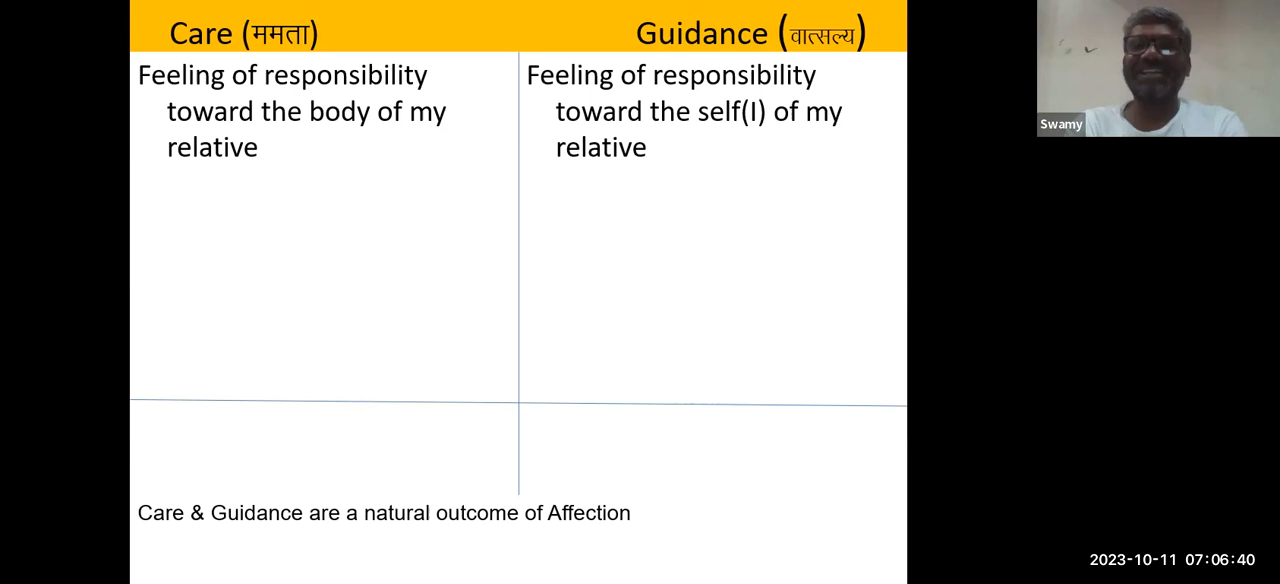 Care (ममता)
Guidance (वात्सल्य)
Feeling of responsibility
toward the body of my
relative
Feeling of responsibility
toward the self(I) of my
relative
Care & Guidance are a natural outcome of Affection
Swamy
2023-10-11 07:06:40